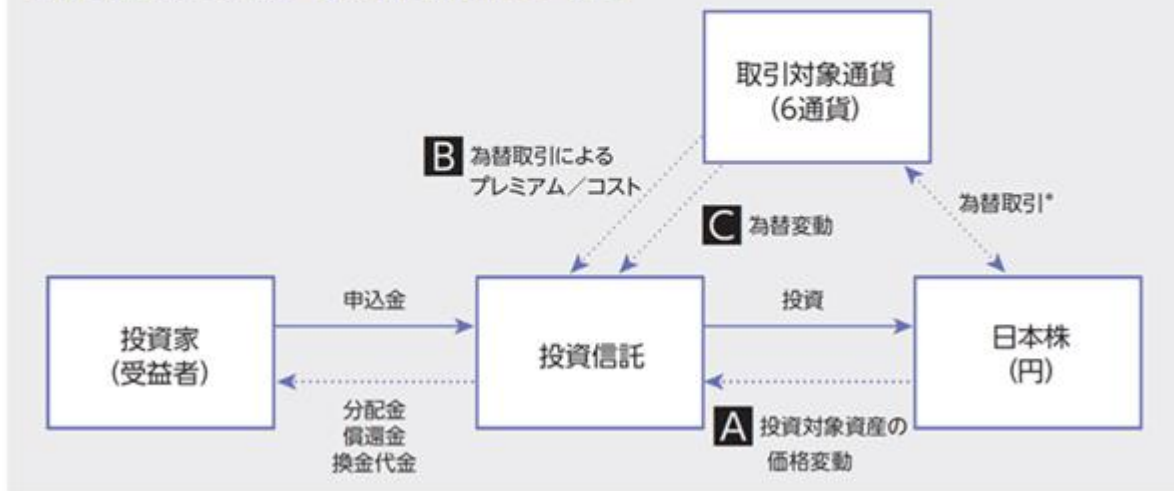 取引対象通貨
(6通貨)
B 為替取引による
プレミアム／コスト
C 為替変動
為替取引*
投資家
(受益者)
申込金
分配金
償還金
換金代金
投資信託
投資
A 投資対象資産の
価格変動
日本株
(円)